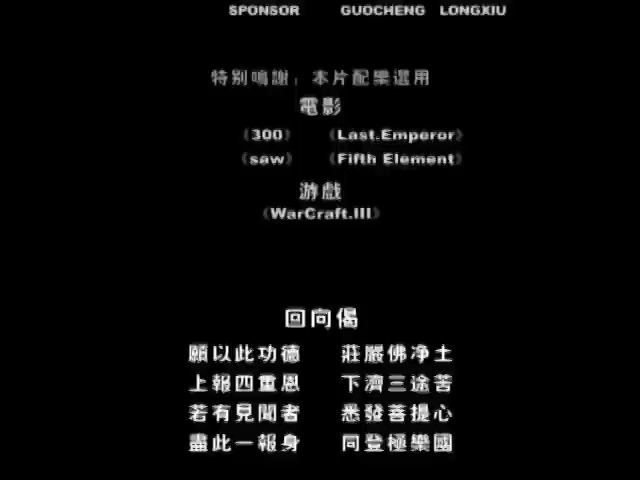 SPONSOR GUOCHENG LONGXIU
特别鳴謝：本片配樂選用
電影
《300》 《Last.Emperor》
《saw》 《Fifth Element》
游戲
《WarCraft.III》
回向偈
願以此功德 莊嚴佛净土
上報四重恩 下濟三途苦
若有見聞者 悉發菩提心
盡此一報身 同登極樂國